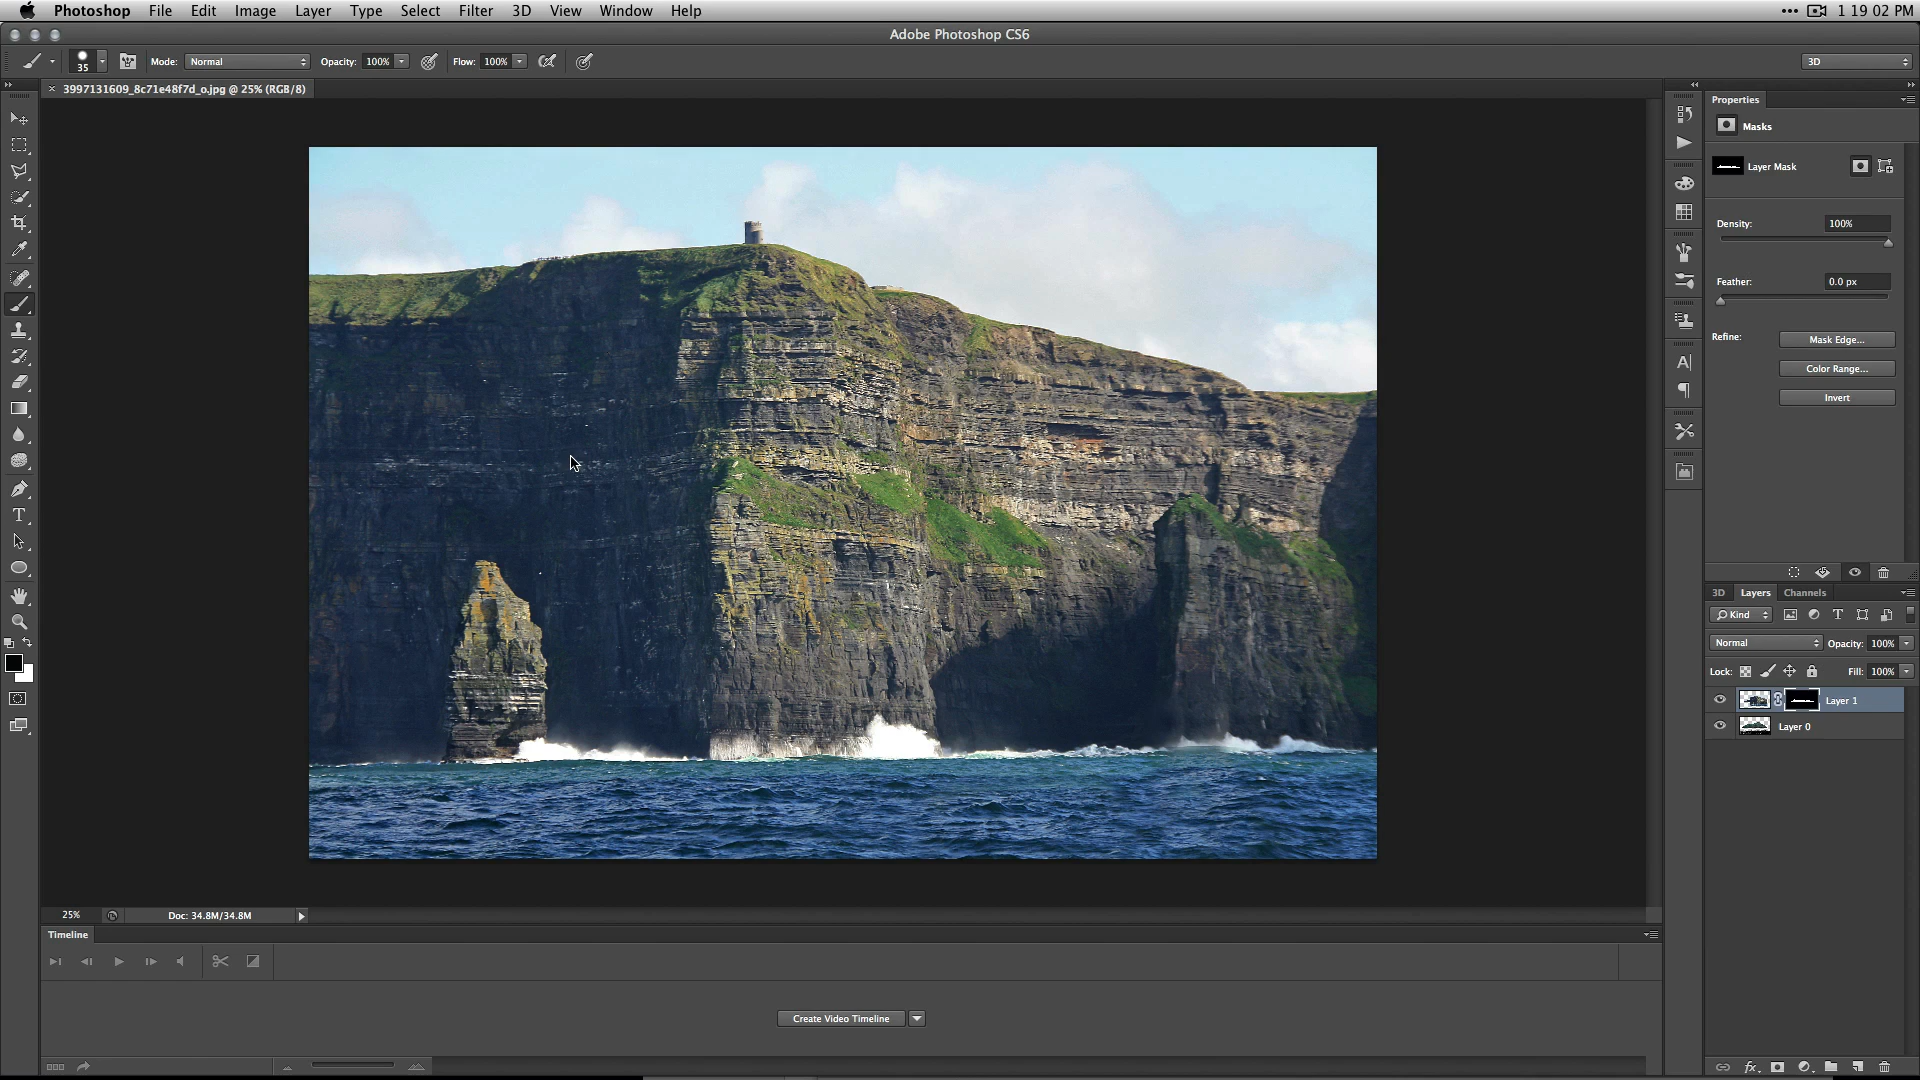 Photoshop File Edit Image Layer Type Select Filter 3D View Window Help 1 19 02 PM
Adobe Photoshop CS6
35 Mode: Normal Opacity: 100% Flow: 100% 3D
3997131609_8c71e48f7d_o.jpg @ 25% (RGB/8)
Properties
Masks
Layer Mask
Density: 100%
Feather: 0.0 px
Refine: Mask Edge...
Color Range...
Invert
3D Layers Channels
Kind
Normal Opacity: 100%
Lock: Fill: 100%
Layer 1
Layer 0
25% Doc: 34.8M/34.8M
Timeline
Create Video Timeline
fx